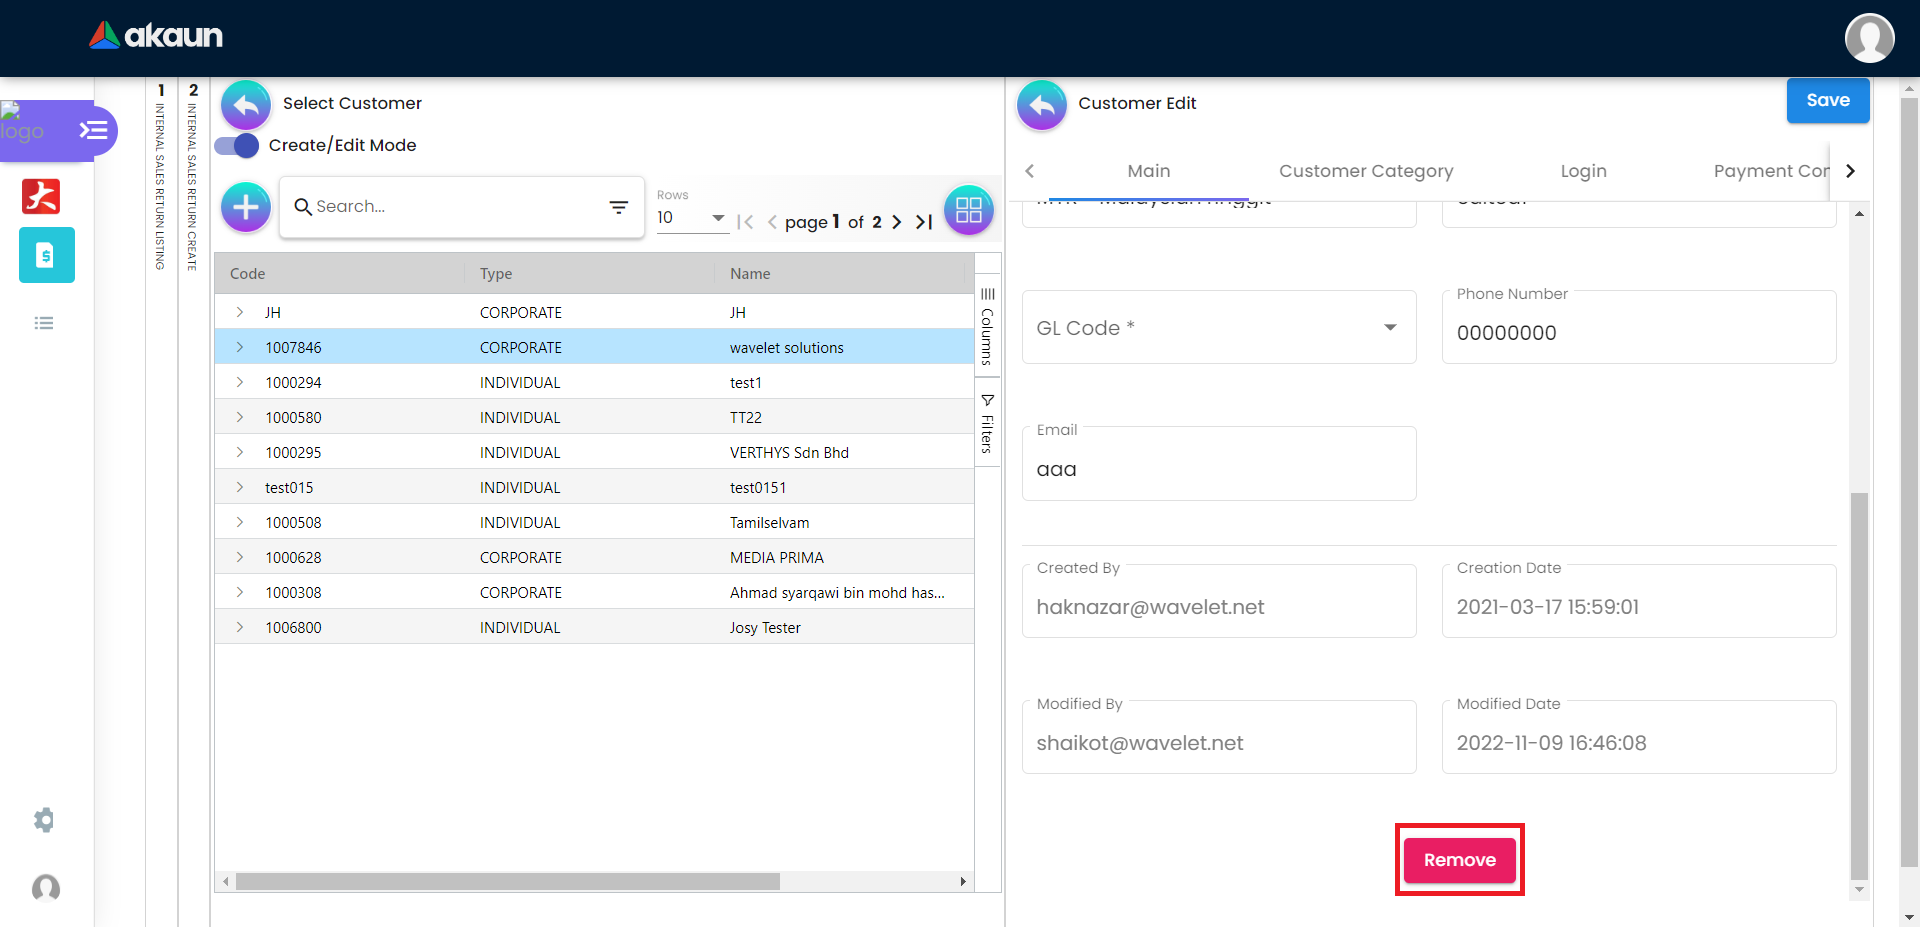 akaun
logo
1 INTERNAL SALES RETURN LISTING
2 INTERNAL SALES RETURN CREATE
Select Customer
Create/Edit Mode
Search...
Rows
10
page 1 of 2
Code Type Name
JH CORPORATE JH
1007846 CORPORATE wavelet solutions
1000294 INDIVIDUAL test1
1000580 INDIVIDUAL TT22
1000295 INDIVIDUAL VERTHYS Sdn Bhd
test015 INDIVIDUAL test0151
1000508 INDIVIDUAL Tamilselvam
1000628 CORPORATE MEDIA PRIMA
1000308 CORPORATE Ahmad syarqawi bin mohd has...
1006800 INDIVIDUAL Josy Tester
Columns
Filters
Customer Edit
Save
Main Customer Category Login Payment Con
GL Code *
Phone Number
00000000
Email
aaa
Created By
haknazar@wavelet.net
Creation Date
2021-03-17 15:59:01
Modified By
shaikot@wavelet.net
Modified Date
2022-11-09 16:46:08
Remove